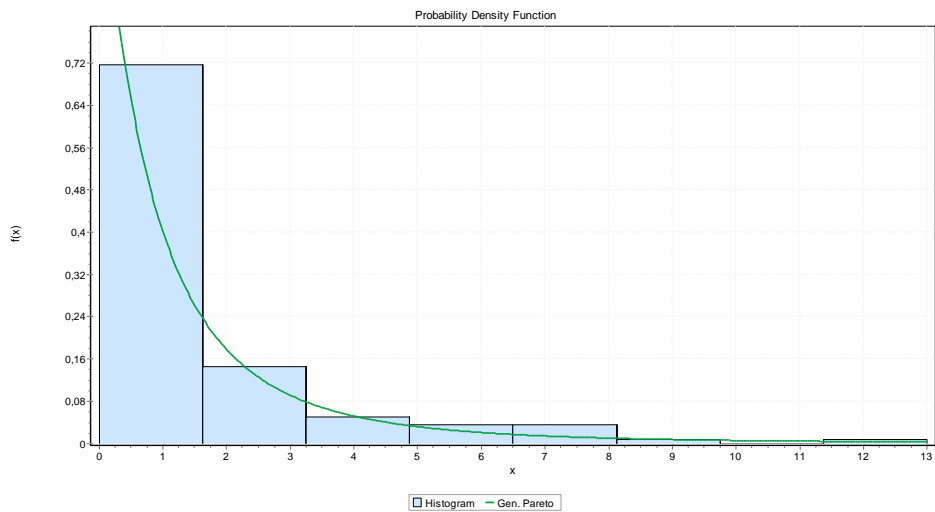 Probability Density Function
f(x)
0,72
0,64
0,56
0,48
0,4
0,32
0,24
0,16
0,08
0
0 1 2 3 4 5 6 7 8 9 10 11 12 13
x
Histogram Gen. Pareto